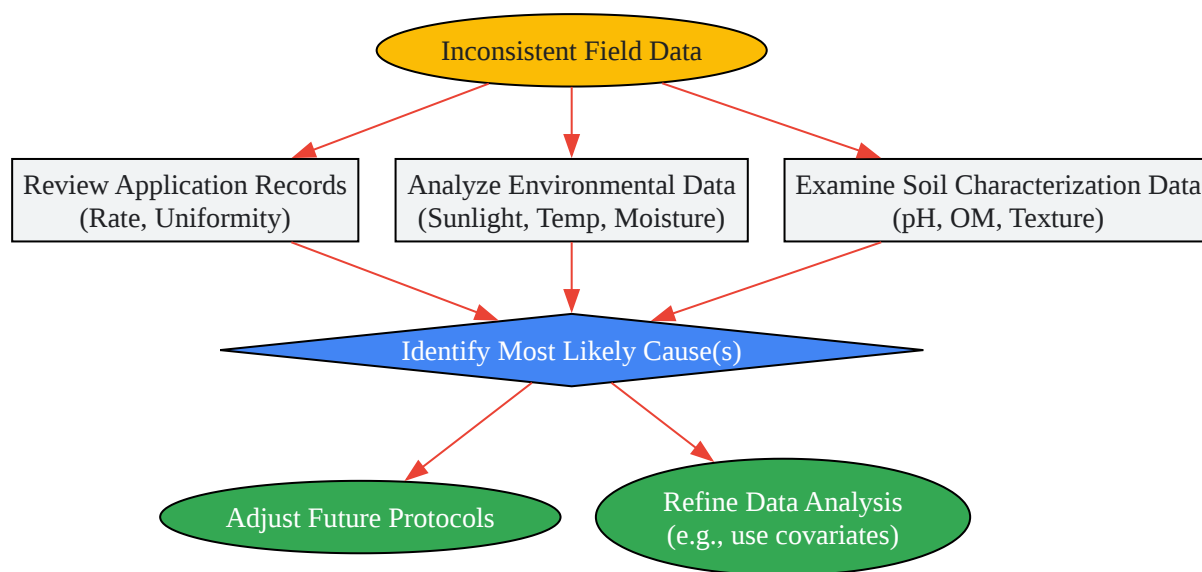 Inconsistent Field Data
Review Application Records
(Rate, Uniformity)
Analyze Environmental Data
(Sunlight, Temp, Moisture)
Examine Soil Characterization Data
(pH, OM, Texture)
Identify Most Likely Cause(s)
Adjust Future Protocols
Refine Data Analysis
(e.g., use covariates)